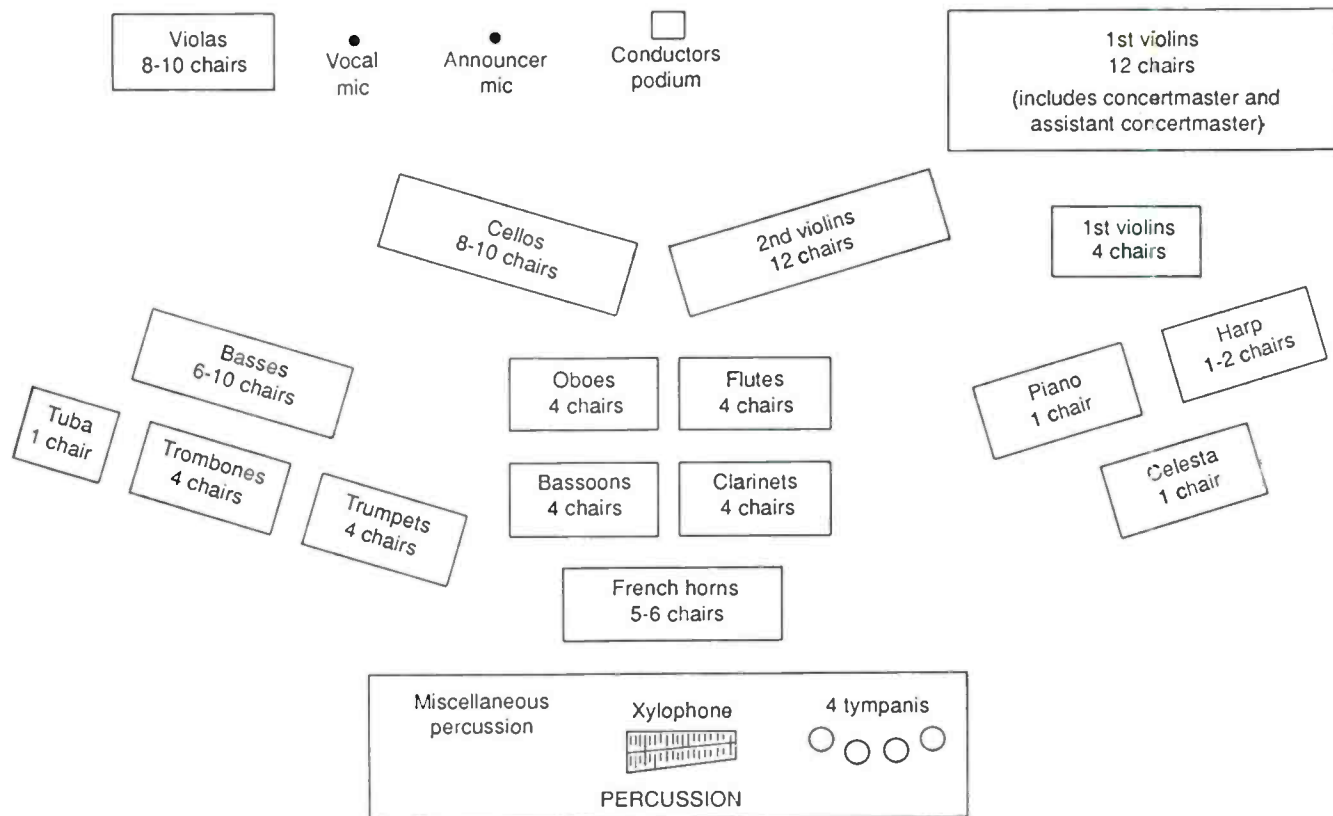 Violas
8-10 chairs
Vocal
mic
Announcer
mic
Conductors
podium
1st violins
12 chairs
(includes concertmaster and
assistant concertmaster)
Cellos
8-10 chairs
2nd violins
12 chairs
1st violins
4 chairs
Basses
6-10 chairs
Oboes
4 chairs
Flutes
4 chairs
Piano
1 chair
Harp
1-2 chairs
Tuba
1 chair
Trombones
4 chairs
Trumpets
4 chairs
Bassoons
4 chairs
Clarinets
4 chairs
Celesta
1 chair
French horns
5-6 chairs
Miscellaneous
percussion
Xylophone
4 tympanis
PERCUSSION